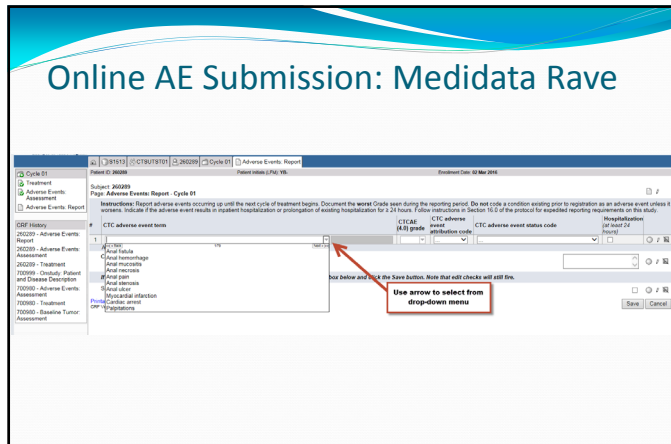 Online AE Submission: Medidata Rave
S1513 CTSUTST01 260289 Cycle 01 Adverse Events: Report
Patient ID: 260289 Patient Initials (LFM): YR- Enrollment Date: 02 Mar 2016
Cycle 01
Treatment
Adverse Events: Assessment
Adverse Events: Report
Subject: 260289
Page: Adverse Events: Report - Cycle 01
Instructions: Report adverse events occurring up until the next cycle of treatment begins. Document the worst Grade seen during the reporting period. Do not code a condition existing prior to registration as an adverse event unless it
worsens. Indicate if the adverse event results in inpatient hospitalization or prolongation of existing hospitalization for ≥ 24 hours. Follow instructions in Section 16.0 of the protocol for expedited reporting requirements on this study.
CRF History
260289 - Adverse Events: Report
260289 - Adverse Events: Assessment
260289 - Treatment
700999 - Onstudy: Patient and Disease Description
700980 - Adverse Events: Assessment
700980 - Treatment
700980 - Baseline Tumor: Assessment
# CTC adverse event term CTCAE (4.0) grade CTC adverse event attribution code CTC adverse event status code Hospitalization (at least 24 hours)
1
Anal fistula
Anal hemorrhage
Anal mucositis
Anal necrosis
Anal pain
Anal stenosis
Anal ulcer
Myocardial infarction
Cardiac arrest
Palpitations
box below and click the Save button. Note that edit checks will still fire.
Use arrow to select from
drop-down menu
Save Cancel